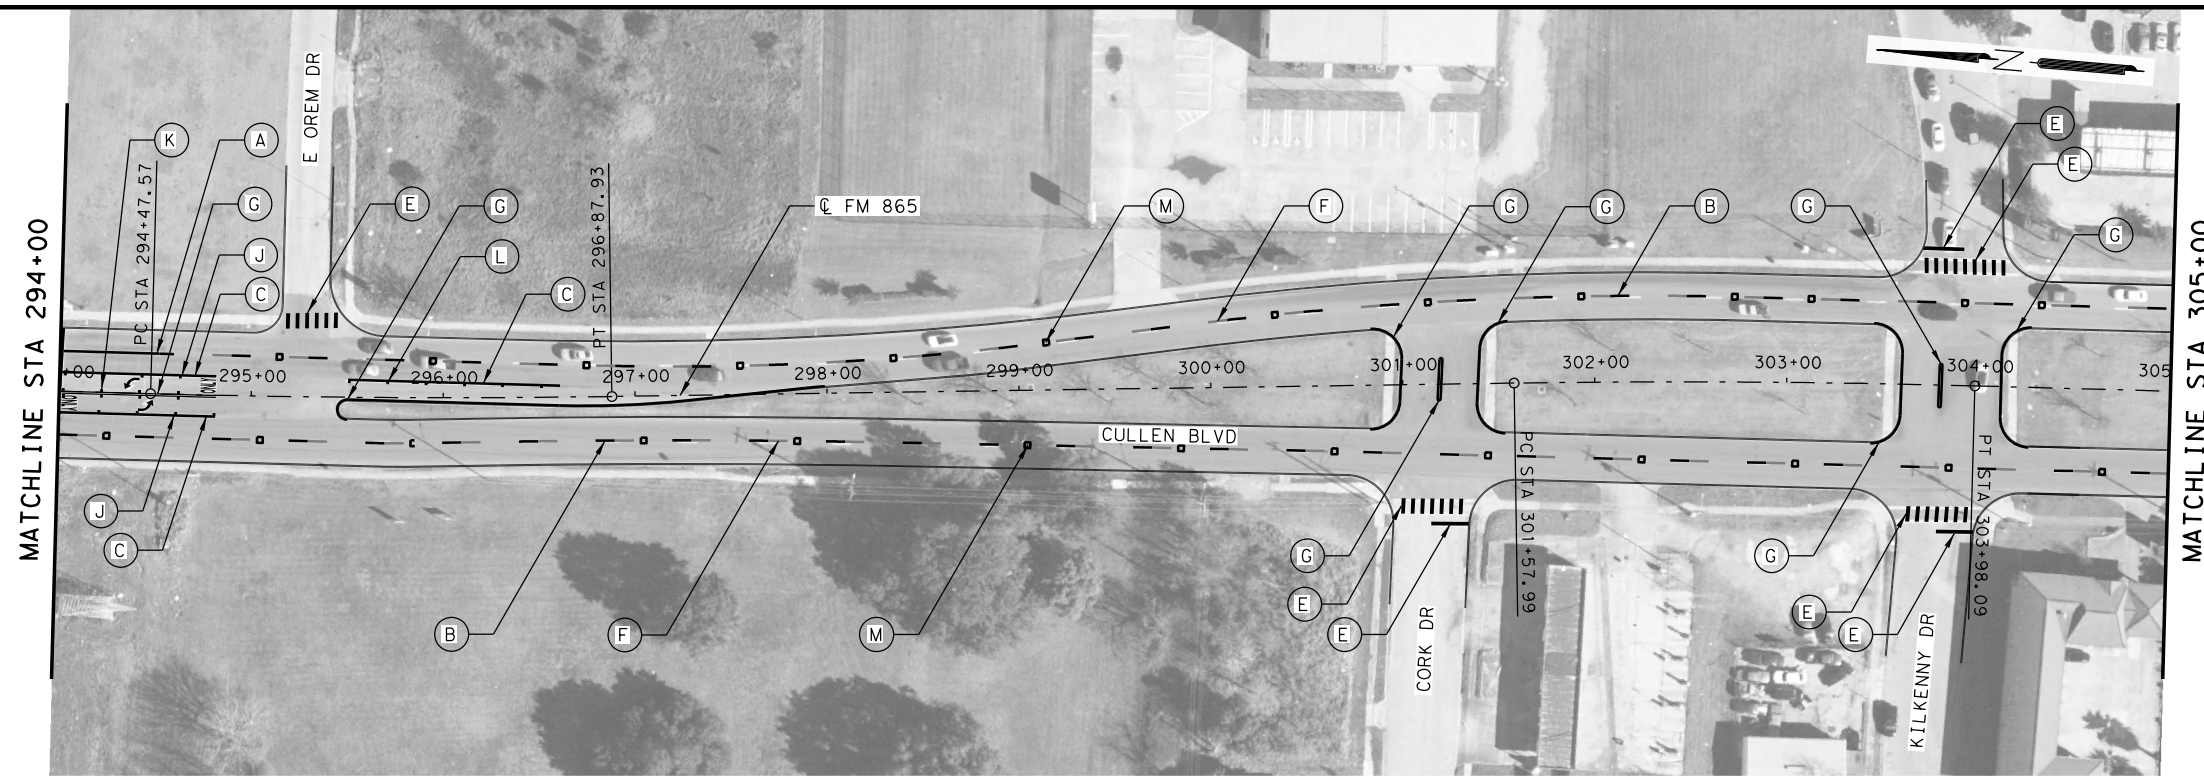 MATCHLINE STA 294+00
K
A
G
J
C
PC STA 294+47.57
E OREM DR
E
G
L
C
PT STA 296+87.93
℄ FM 865
M
F
G
G
B
G
E
E
G
N
+00
295+00
296+00
297+00
298+00
299+00
300+00
301+00
302+00
303+00
304+00
305
ONLY
ONLY
CULLEN BLVD
J
C
B
F
M
G
E
E
CORK DR
PC STA 301+57.99
G
E
E
KILKENNY DR
PT STA 303+98.09
MATCHLINE STA 305+00